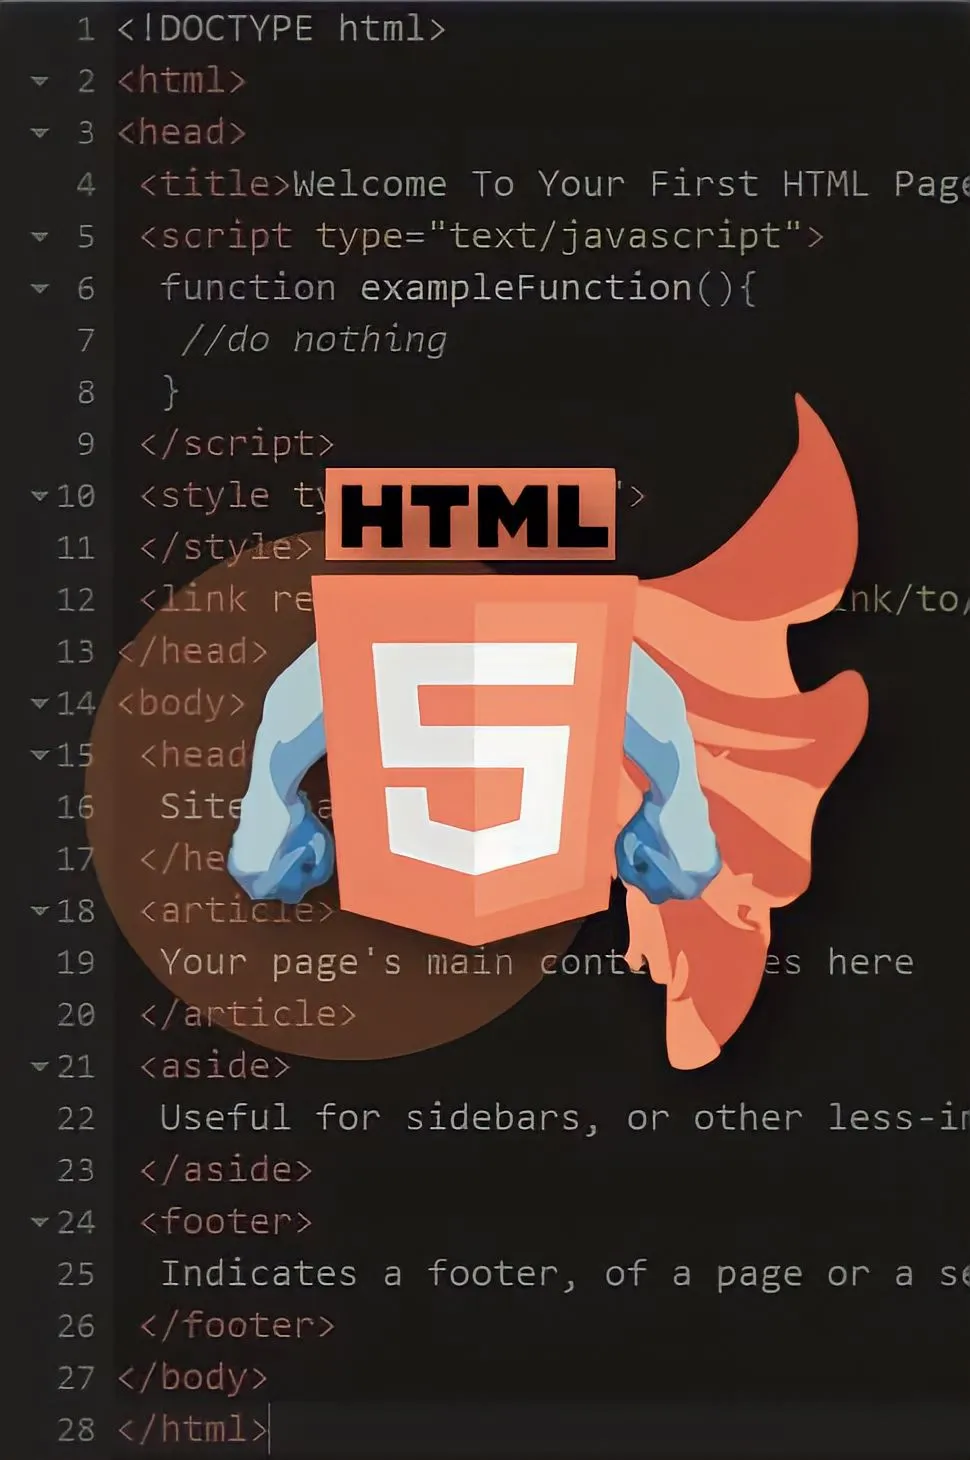 1 <!DOCTYPE html>
2 <html>
3 <head>
4 <title>Welcome To Your First HTML Page
5 <script type="text/javascript">
6 function exampleFunction(){
7 //do nothing
8 }
9 </script>
10 <style ty '>
HTML
11 </style>
12 <link re nk/to/
13 </head>
14 <body>
5
15 <head
16 Site
17 </he
18 <article>
19 Your page's main cont es here
20 </article>
21 <aside>
22 Useful for sidebars, or other less-i
23 </aside>
24 <footer>
25 Indicates a footer, of a page or a se
26 </footer>
27 </body>
28 </html>